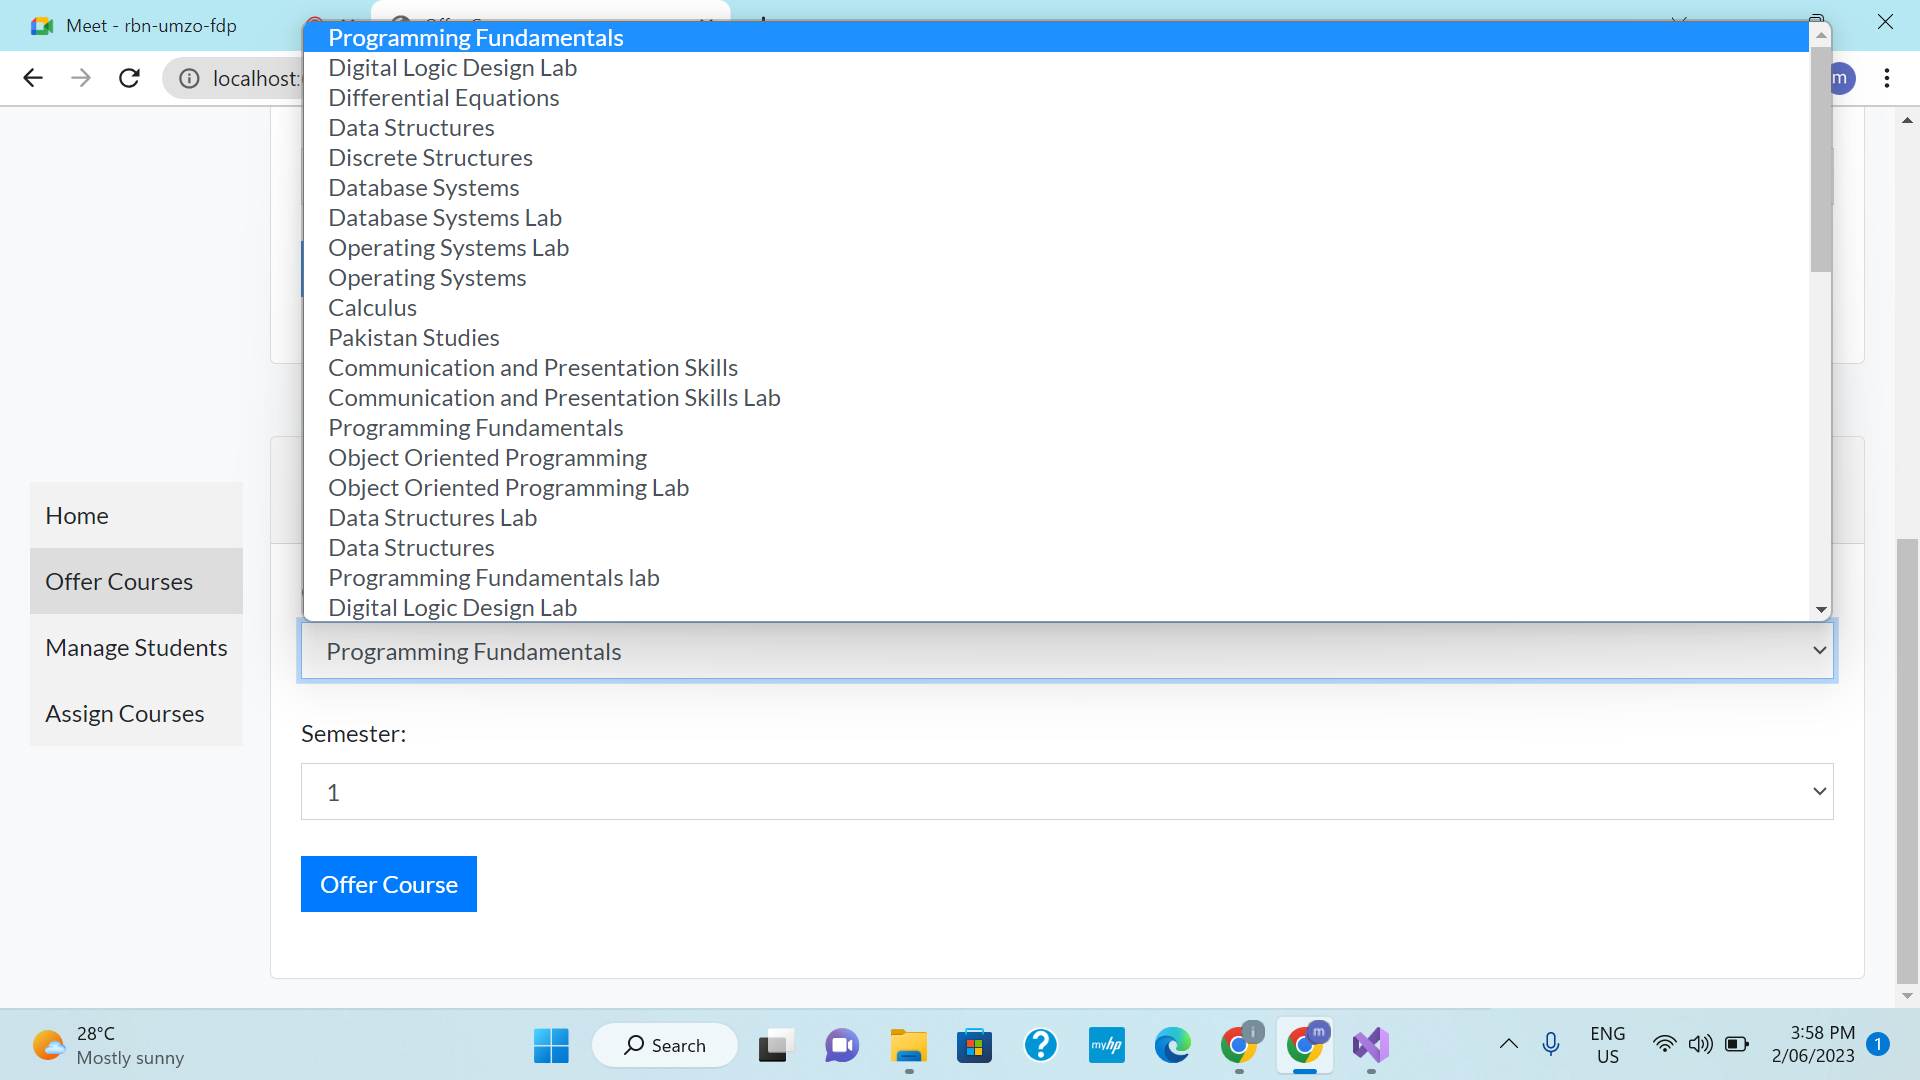 Meet - rbn-umzo-fdp
localhost:
m
Programming Fundamentals
Digital Logic Design Lab
Differential Equations
Data Structures
Discrete Structures
Database Systems
Database Systems Lab
Operating Systems Lab
Operating Systems
Calculus
Pakistan Studies
Communication and Presentation Skills
Communication and Presentation Skills Lab
Programming Fundamentals
Object Oriented Programming
Object Oriented Programming Lab
Data Structures Lab
Data Structures
Programming Fundamentals lab
Digital Logic Design Lab
Home
Offer Courses
Manage Students
Assign Courses
Programming Fundamentals
Semester:
1
Offer Course
28°C
Mostly sunny
Search
myhp
i
m
ENG
US
3:58 PM
2/06/2023
1